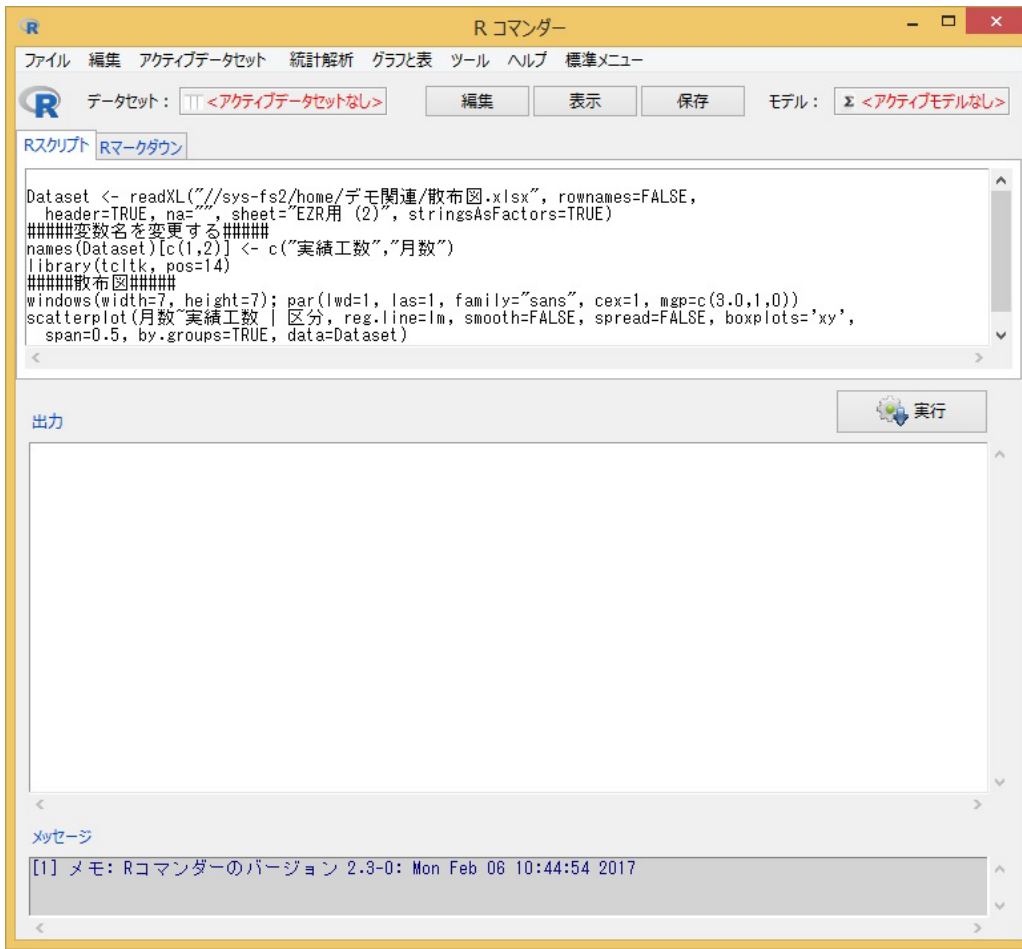 R コマンダー
ファイル 編集 アクティブデータセット 統計解析 グラフと表 ツール ヘルプ 標準メニュー
R データセット： <アクティブデータセットなし> 編集 表示 保存 モデル： Σ <アクティブモデルなし>
Rスクリプト Rマークダウン
Dataset <- readXL("//sys-fs2/home/デモ関連/散布図.xlsx", rownames=FALSE,
header=TRUE, na="", sheet="EZR用 (2)", stringsAsFactors=TRUE)
#####変数名を変更する#####
names(Dataset)[c(1,2)] <- c("実績工数","月数")
library(tcltk, pos=14)
#####散布図#####
windows(width=7, height=7); par(lwd=1, las=1, family="sans", cex=1, mgp=c(3.0,1,0))
scatterplot(月数~実績工数 | 区分, reg.line=lm, smooth=FALSE, spread=FALSE, boxplots='xy',
span=0.5, by.groups=TRUE, data=Dataset)
出力 実行
メッセージ
[1] メモ: Rコマンダーのバージョン 2.3-0: Mon Feb 06 10:44:54 2017